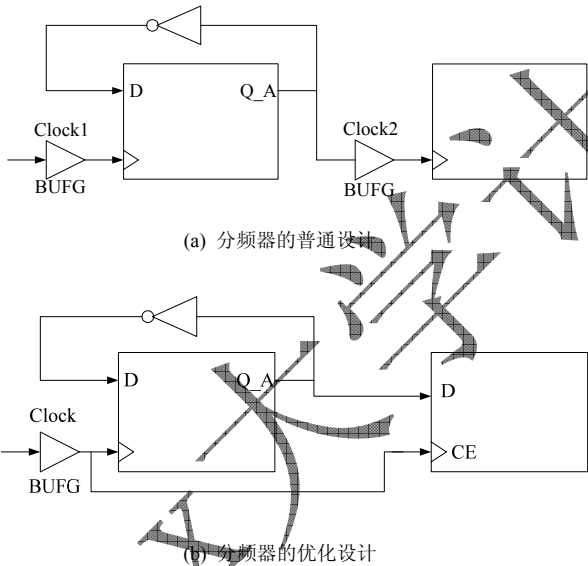 D
Q_A
Clock1
BUFG
Clock2
BUFG
(a) 分频器的普通设计
D
Q_A
Clock
BUFG
D
CE
(b) 分频器的优化设计